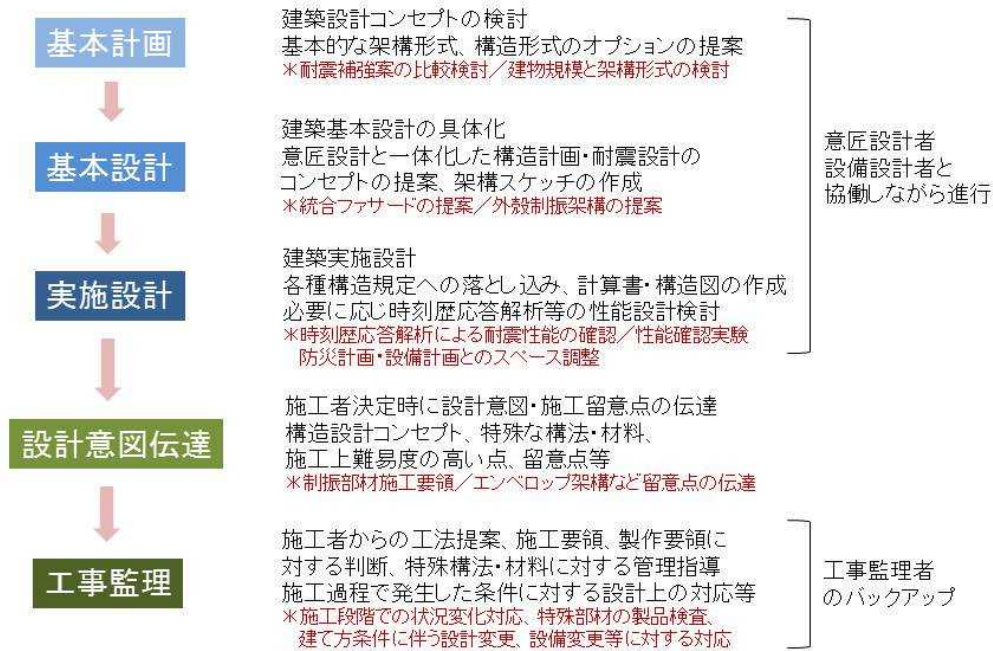 基本計画
建築設計コンセプトの検討
基本的な架構形式、構造形式のオプションの提案
＊耐震補強案の比較検討／建物規模と架構形式の検討
基本設計
建築基本設計の具体化
意匠設計と一体化した構造計画・耐震設計の
コンセプトの提案、架構スケッチの作成
＊統合ファサードの提案／外殻制振架構の提案
意匠設計者
設備設計者と
協働しながら進行
実施設計
建築実施設計
各種構造規定への落とし込み、計算書・構造図の作成
必要に応じ時刻歴応答解析等の性能設計検討
＊時刻歴応答解析による耐震性能の確認／性能確認実験
防災計画・設備計画とのスペース調整
設計意図伝達
施工者決定時に設計意図・施工留意点の伝達
構造設計コンセプト、特殊な構法・材料、
施工上難易度の高い点、留意点等
＊制振部材施工要領／エンベロップ架構など留意点の伝達
工事監理
施工者からの工法提案、施工要領、製作要領に
対する判断、特殊構法・材料に対する管理指導
施工過程で発生した条件に対する設計上の対応等
＊施工段階での状況変化対応、特殊部材の製品検査、
建て方条件に伴う設計変更、設備変更等に対する対応
工事監理者
のバックアップ